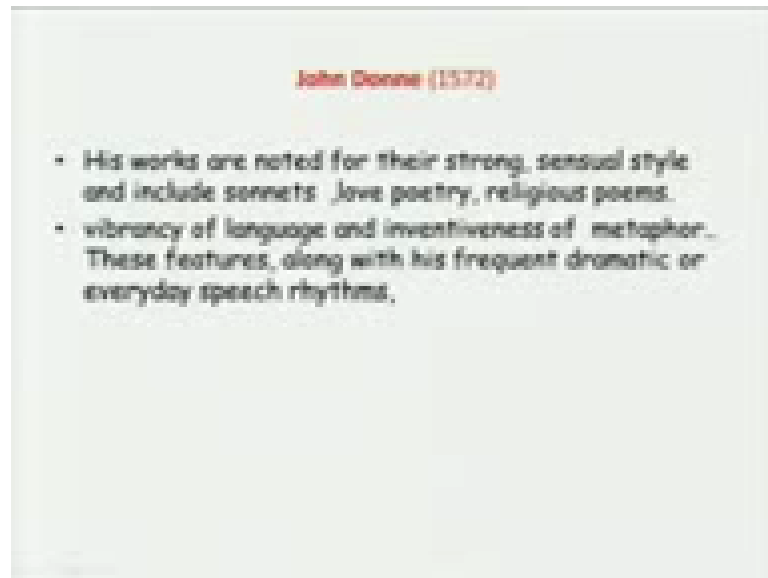 John Donne (1572)
• His works are noted for their strong, sensual style
and include sonnets ,love poetry, religious poems.
• vibrancy of language and inventiveness of metaphor..
These features, along with his frequent dramatic or
everyday speech rhythms,